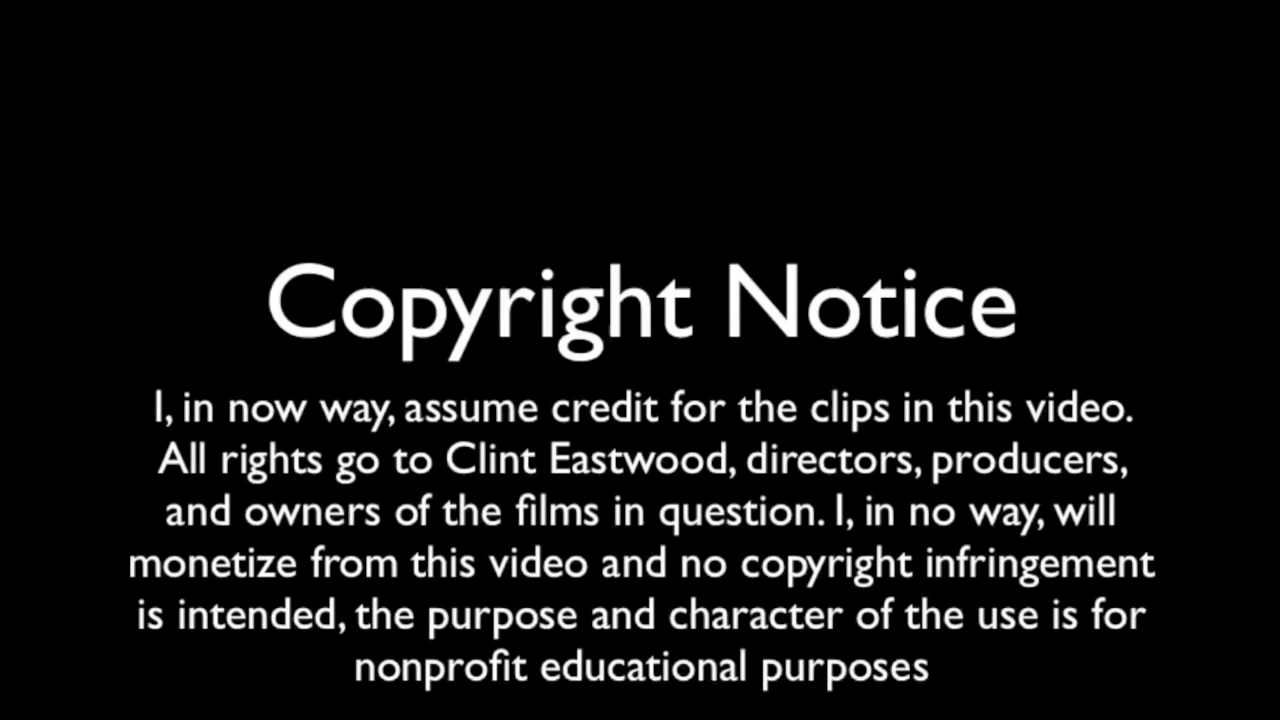 Copyright Notice
I, in now way, assume credit for the clips in this video.
All rights go to Clint Eastwood, directors, producers,
and owners of the films in question. I, in no way, will
monetize from this video and no copyright infringement
is intended, the purpose and character of the use is for
nonprofit educational purposes